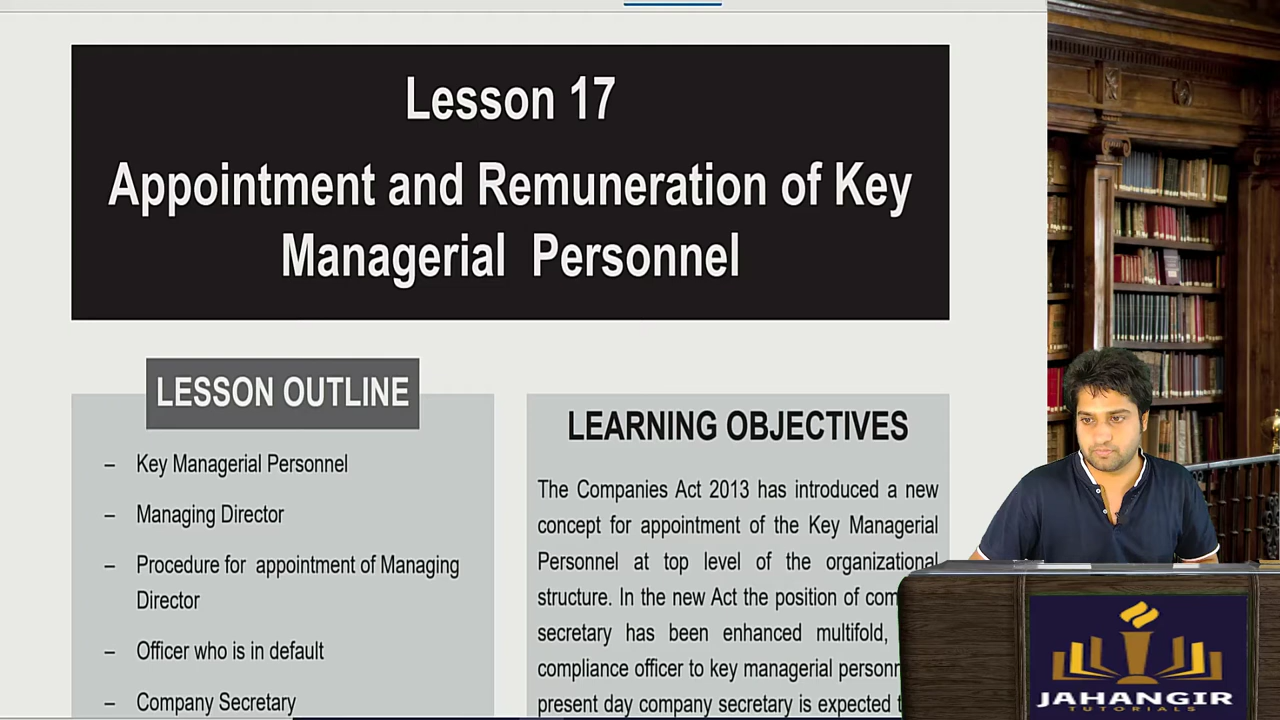 Lesson 17
Appointment and Remuneration of Key
Managerial Personnel
LESSON OUTLINE
– Key Managerial Personnel
– Managing Director
– Procedure for appointment of Managing
Director
– Officer who is in default
– Company Secretary
LEARNING OBJECTIVES
The Companies Act 2013 has introduced a new
concept for appointment of the Key Managerial
Personnel at top level of the organizational
structure. In the new Act the position of
secretary has been enhanced multifold,
compliance officer to key managerial
present day company secretary is expected
JAHANGIR
TUTORIALS